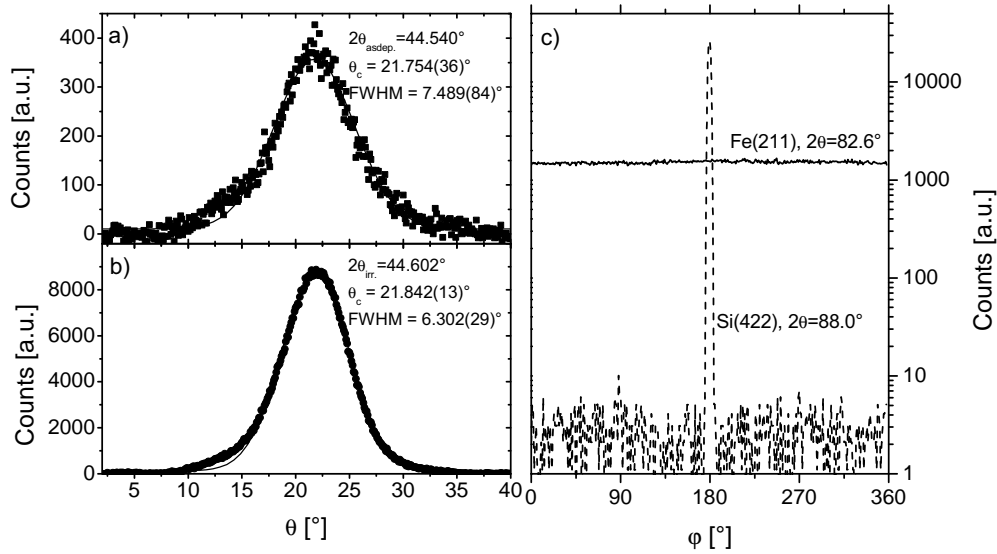 a)
2θasdep.=44.540°
θc = 21.754(36)°
FWHM = 7.489(84)°
400
300
200
100
0
Counts [a.u.]
b)
2θirr.=44.602°
θc = 21.842(13)°
FWHM = 6.302(29)°
8000
6000
4000
2000
0
Counts [a.u.]
5 10 15 20 25 30 35 40
θ [°]
c)
Fe(211), 2θ=82.6°
Si(422), 2θ=88.0°
10000
1000
100
10
1
Counts [a.u.]
0 90 180 270 360
φ [°]